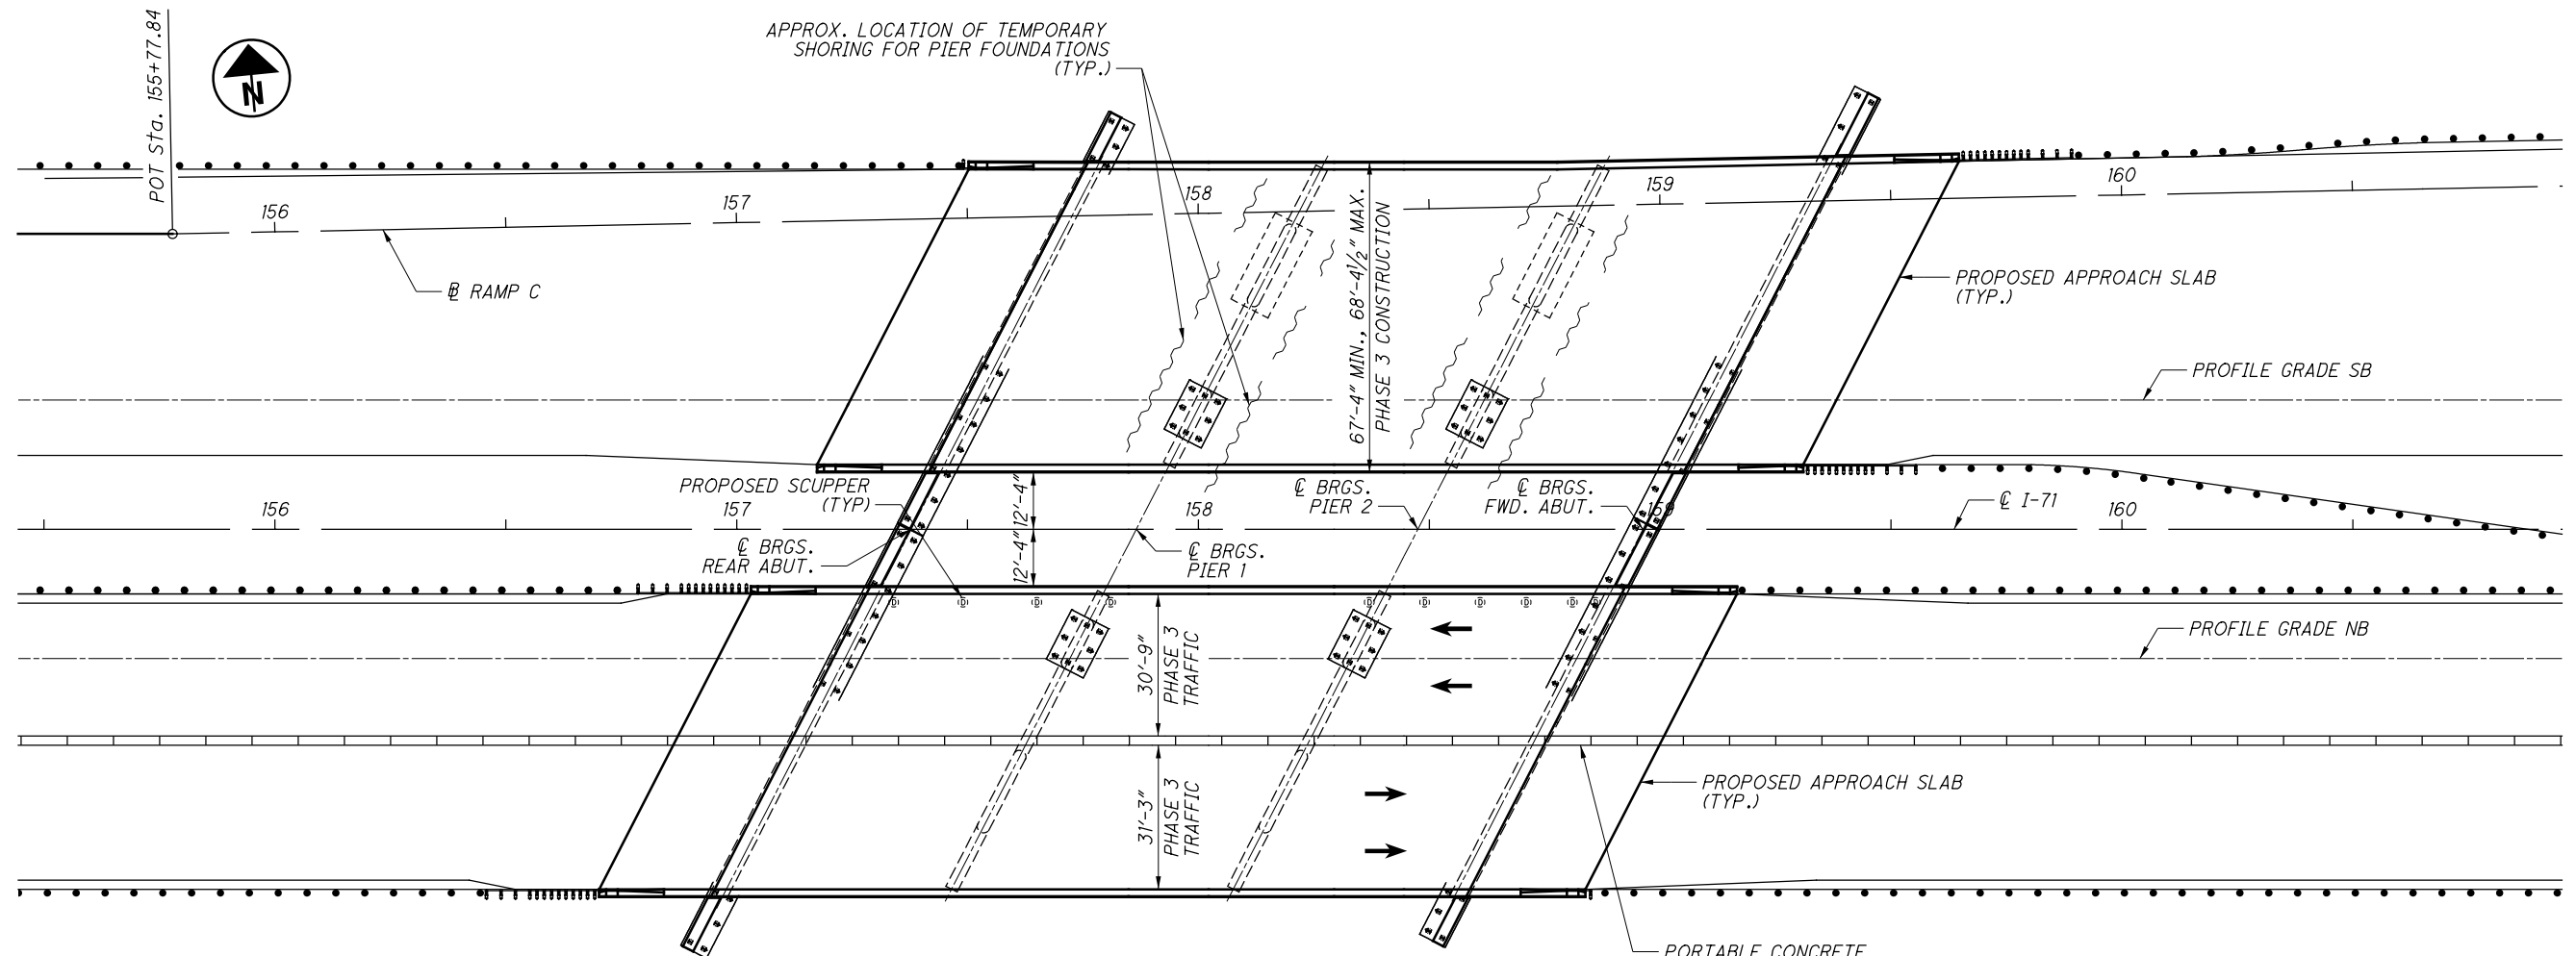 POT Sta. 155+77.84
N
APPROX. LOCATION OF TEMPORARY
SHORING FOR PIER FOUNDATIONS
(TYP.)
156
157
158
159
160
℄ RAMP C
67'-4" MIN., 68'-4½" MAX.
PHASE 3 CONSTRUCTION
PROPOSED APPROACH SLAB
(TYP.)
PROFILE GRADE SB
PROPOSED SCUPPER
(TYP)
12'-4"
12'-4"
℄ BRGS.
PIER 2
℄ BRGS.
FWD. ABUT.
156
157
158
159
160
℄ I-71
℄ BRGS.
REAR ABUT.
℄ BRGS.
PIER 1
PROFILE GRADE NB
30'-9"
PHASE 3
TRAFFIC
31'-3"
PHASE 3
TRAFFIC
PROPOSED APPROACH SLAB
(TYP.)
PORTABLE CONCRETE